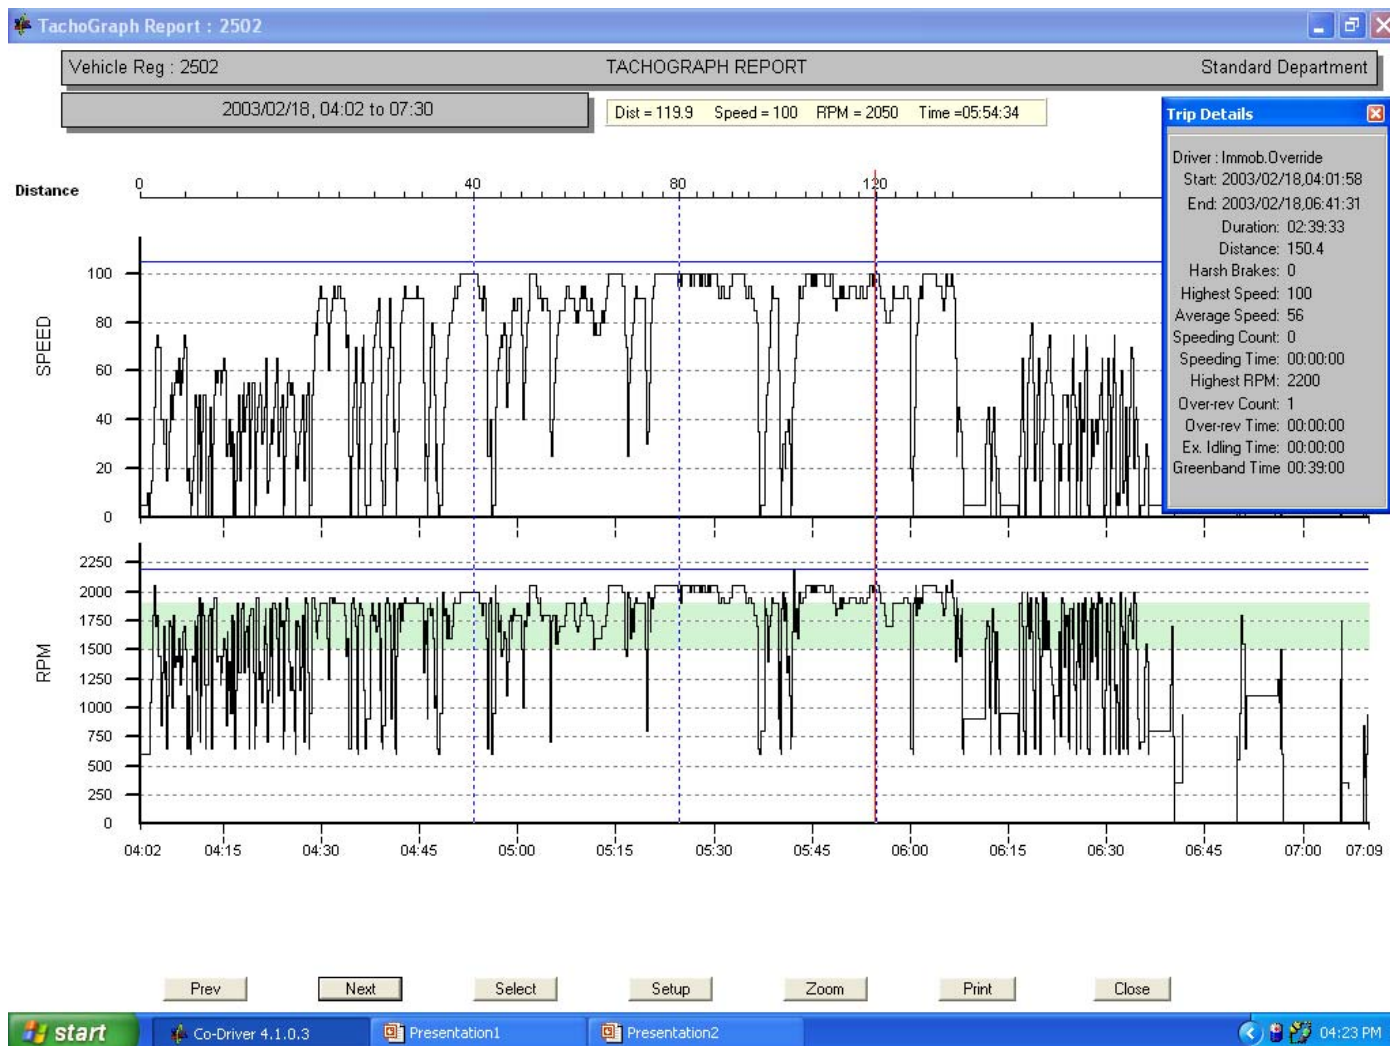 TachoGraph Report : 2502
Vehicle Reg : 2502 TACHOGRAPH REPORT Standard Department
2003/02/18, 04:02 to 07:30
Dist = 119.9 Speed = 100 RPM = 2050 Time =05:54:34
Trip Details
Driver : Immob.Override
Start: 2003/02/18,04:01:58
End: 2003/02/18,06:41:31
Duration: 02:39:33
Distance: 150.4
Harsh Brakes: 0
Highest Speed: 100
Average Speed: 56
Speeding Count: 0
Speeding Time: 00:00:00
Highest RPM: 2200
Over-rev Count: 1
Over-rev Time: 00:00:00
Ex. Idling Time: 00:00:00
Greenband Time 00:39:00
Distance
0 40 80 120
SPEED
100
80
60
40
20
0
RPM
2250
2000
1750
1500
1250
1000
750
500
250
0
04:02 04:15 04:30 04:45 05:00 05:15 05:30 05:45 06:00 06:15 06:30 06:45 07:00 07:09
Prev Next Select Setup Zoom Print Close
start Co-Driver 4.1.0.3 Presentation1 Presentation2 04:23 PM